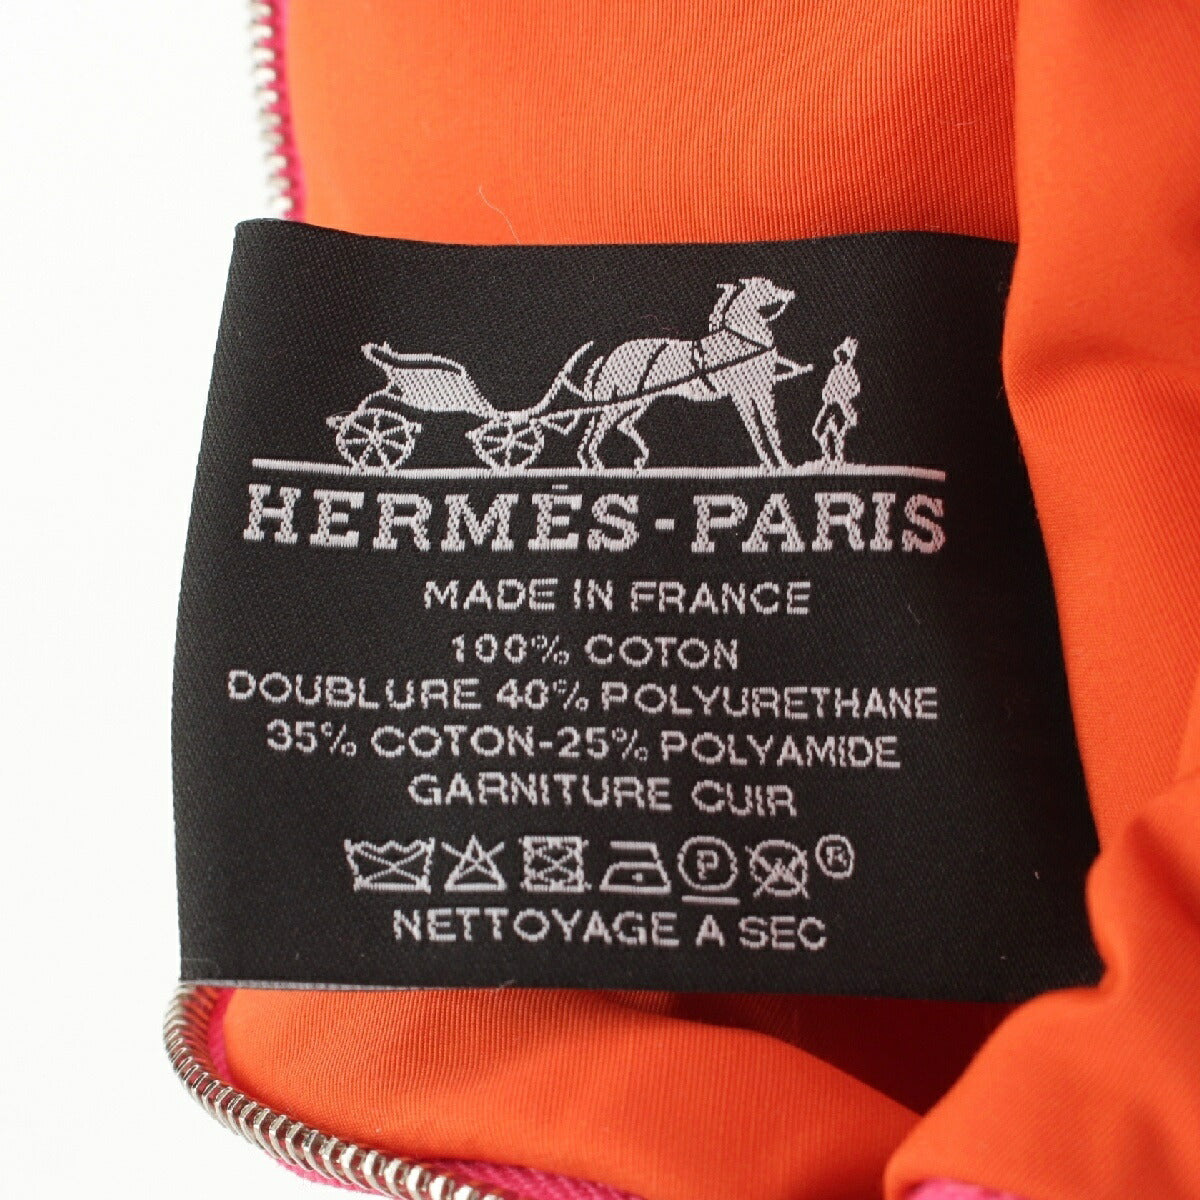 HERMÈS-PARIS
MADE IN FRANCE
100% COTON
DOUBLURE 40% POLYURETHANE
35% COTON-25% POLYAMIDE
GARNITURE CUIR
P ®
NETTOYAGE A SEC